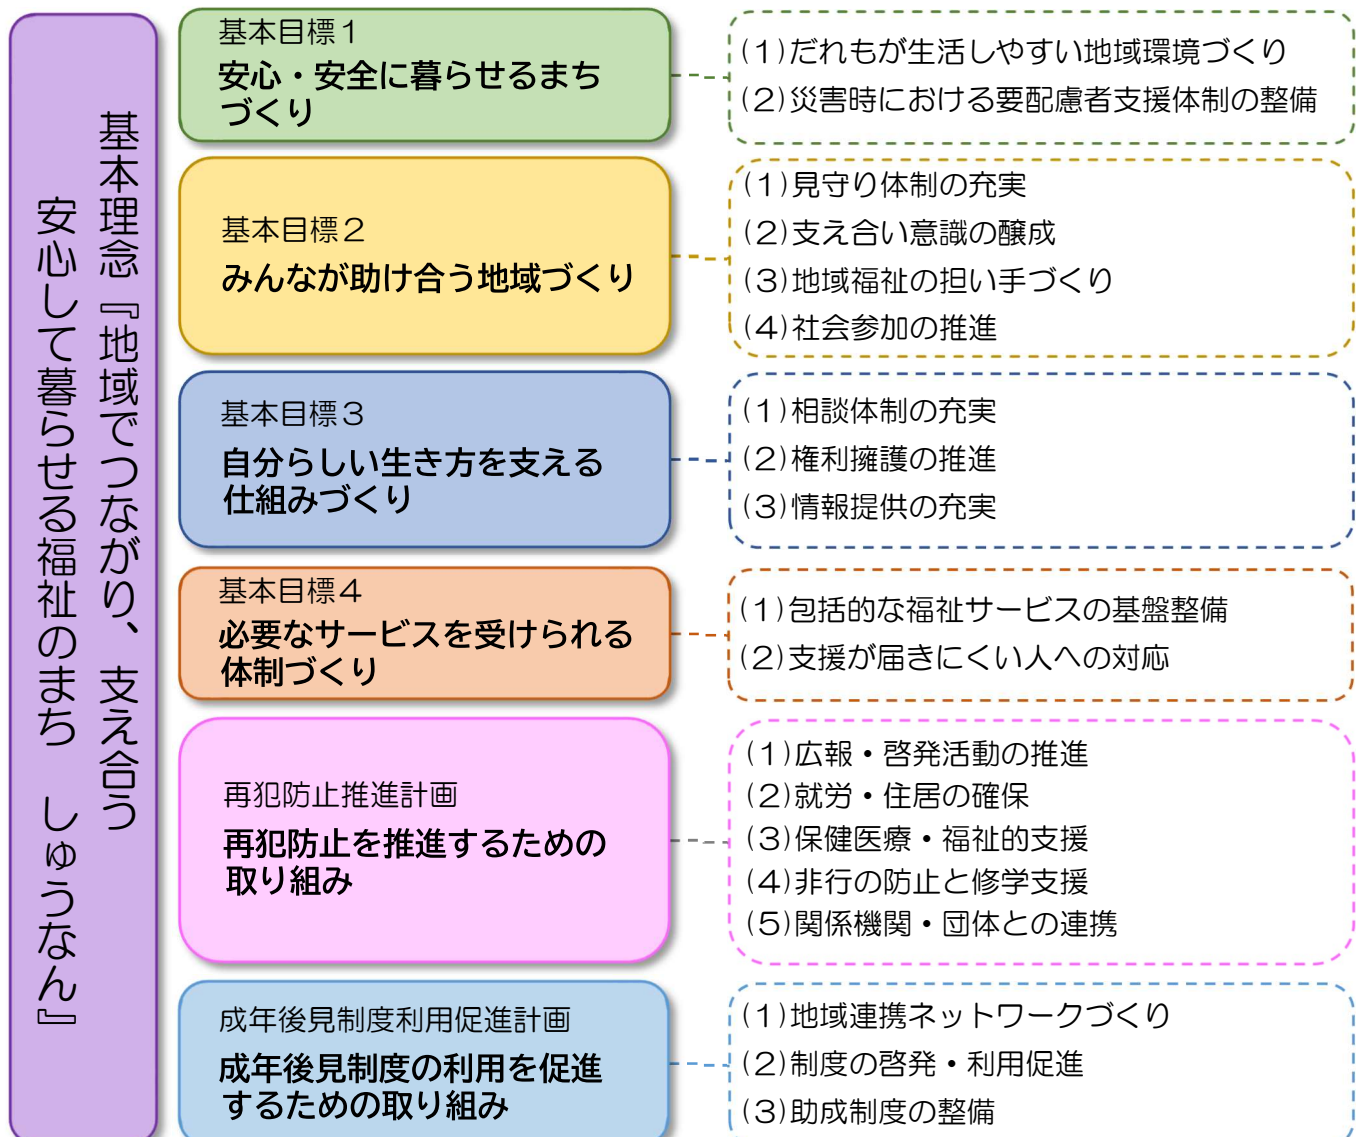 基本理念『地域でつながり、支え合う
安心して暮らせる福祉のまち　しゅうなん』
基本目標１
安心・安全に暮らせるまち
づくり
(1)だれもが生活しやすい地域環境づくり
(2)災害時における要配慮者支援体制の整備
基本目標２
みんなが助け合う地域づくり
(1)見守り体制の充実
(2)支え合い意識の醸成
(3)地域福祉の担い手づくり
(4)社会参加の推進
基本目標３
自分らしい生き方を支える
仕組みづくり
(1)相談体制の充実
(2)権利擁護の推進
(3)情報提供の充実
基本目標４
必要なサービスを受けられる
体制づくり
(1)包括的な福祉サービスの基盤整備
(2)支援が届きにくい人への対応
再犯防止推進計画
再犯防止を推進するための
取り組み
(1)広報・啓発活動の推進
(2)就労・住居の確保
(3)保健医療・福祉的支援
(4)非行の防止と修学支援
(5)関係機関・団体との連携
成年後見制度利用促進計画
成年後見制度の利用を促進
するための取り組み
(1)地域連携ネットワークづくり
(2)制度の啓発・利用促進
(3)助成制度の整備